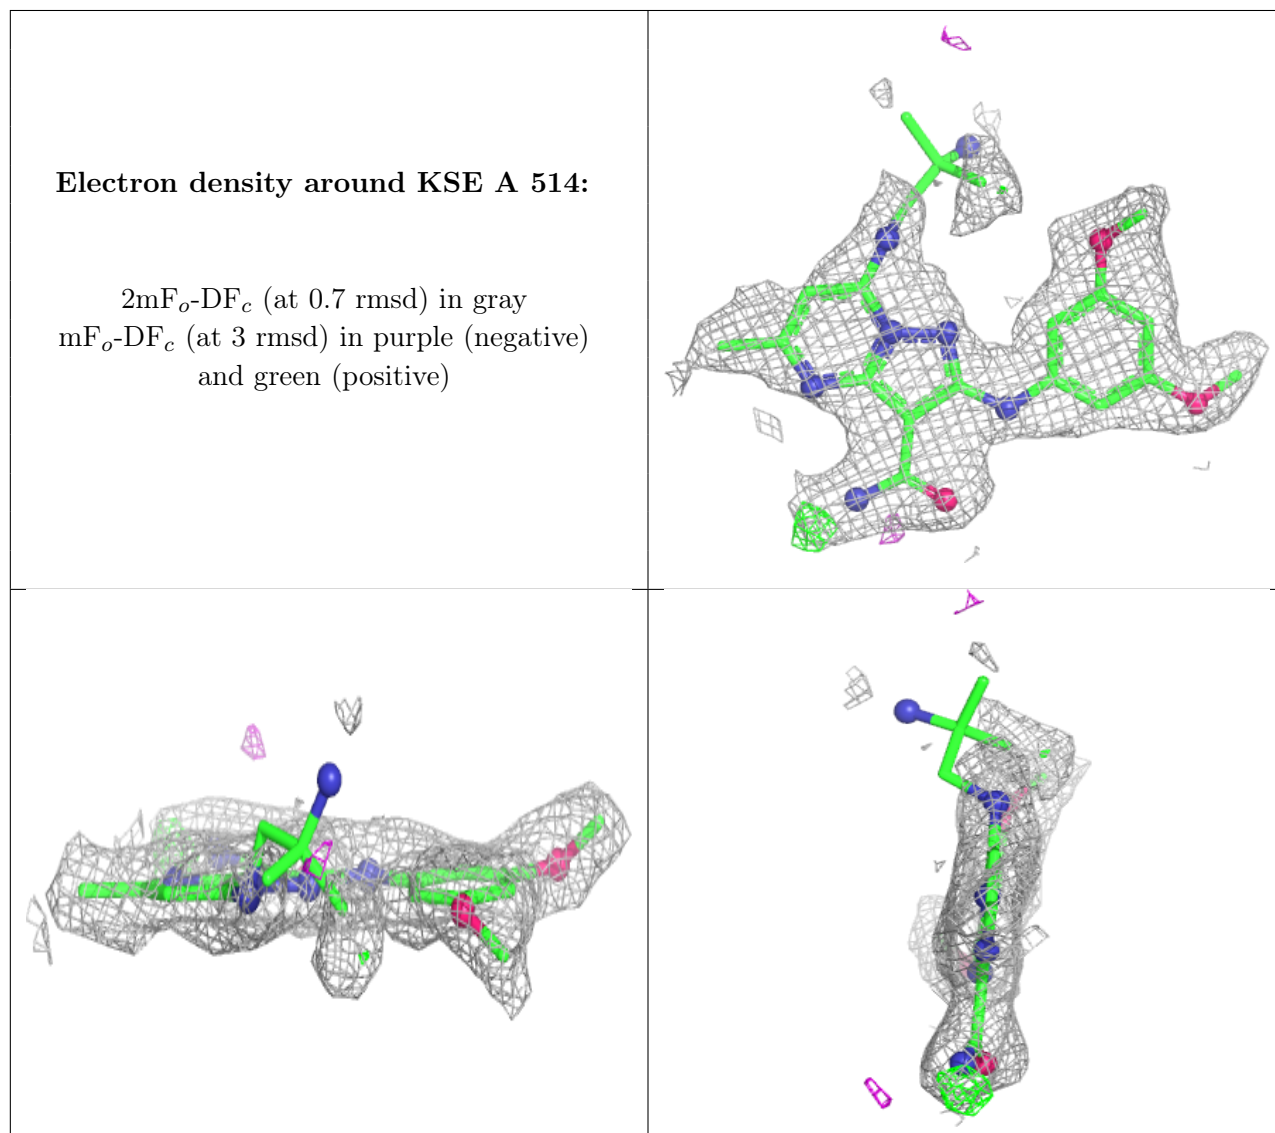 Electron density around KSE A 514:
2mFo-DFc (at 0.7 rmsd) in gray
mFo-DFc (at 3 rmsd) in purple (negative)
and green (positive)